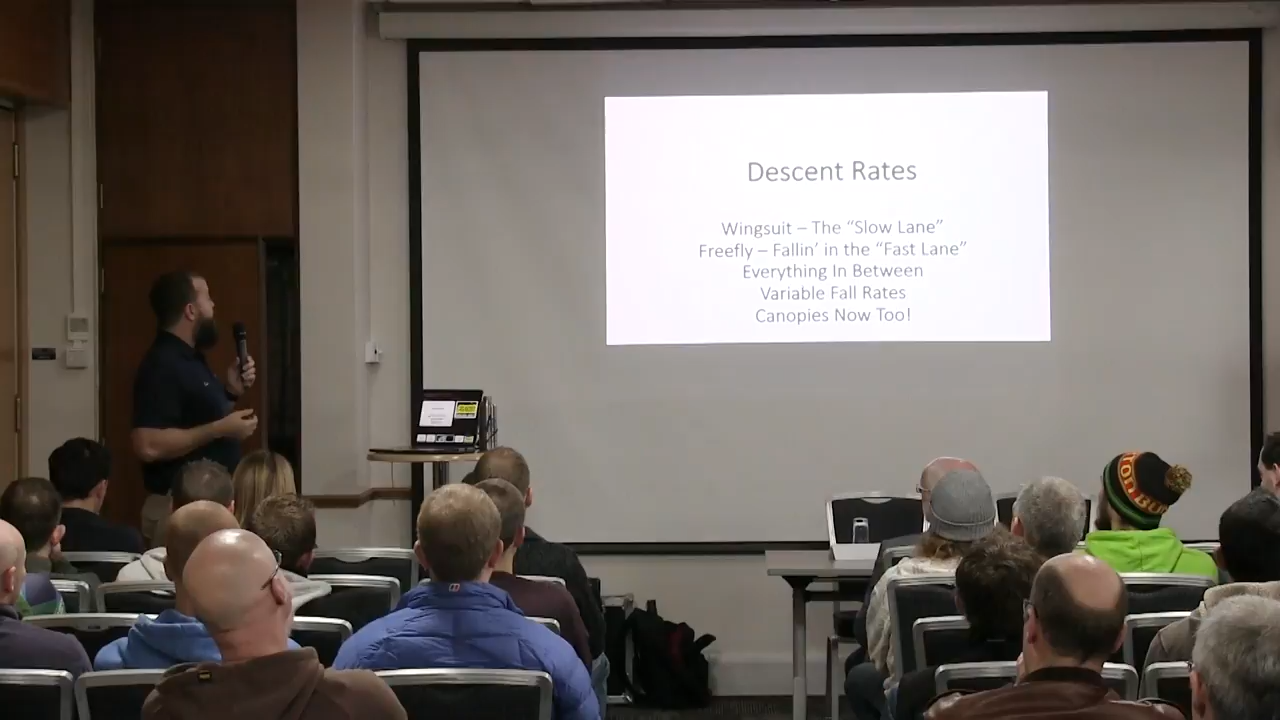 Descent Rates
Wingsuit – The “Slow Lane”
Freefly – Fallin’ in the “Fast Lane”
Everything In Between
Variable Fall Rates
Canopies Now Too!